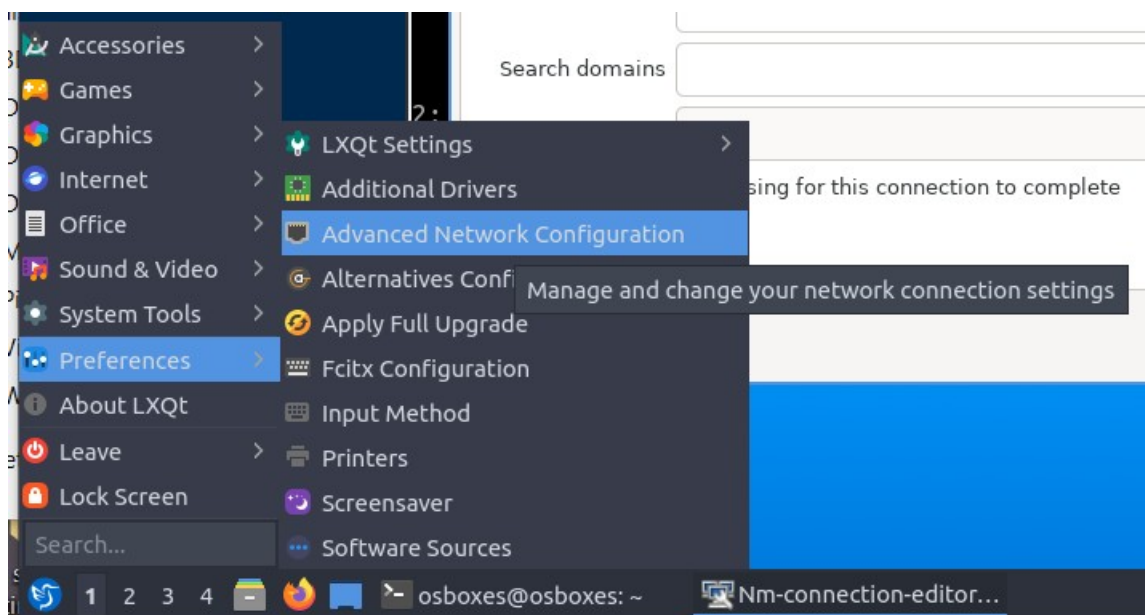 Accessories
Games
Graphics
Internet
Office
Sound & Video
System Tools
Preferences
About LXQt
Leave
Lock Screen
Search...
LXQt Settings
Additional Drivers
Advanced Network Configuration
Alternatives Confi
Apply Full Upgrade
Fcitx Configuration
Input Method
Printers
Screensaver
Software Sources
Manage and change your network connection settings
2:
Search domains
sing for this connection to complete
1 2 3 4
osboxes@osboxes: ~
Nm-connection-editor...